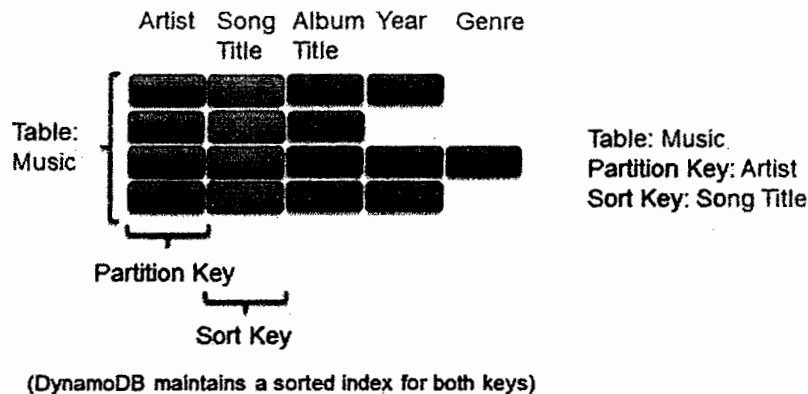 Artist Song Title Album Title Year Genre
Table: Music
Table: Music
Partition Key: Artist
Sort Key: Song Title
Partition Key
Sort Key
(DynamoDB maintains a sorted index for both keys)